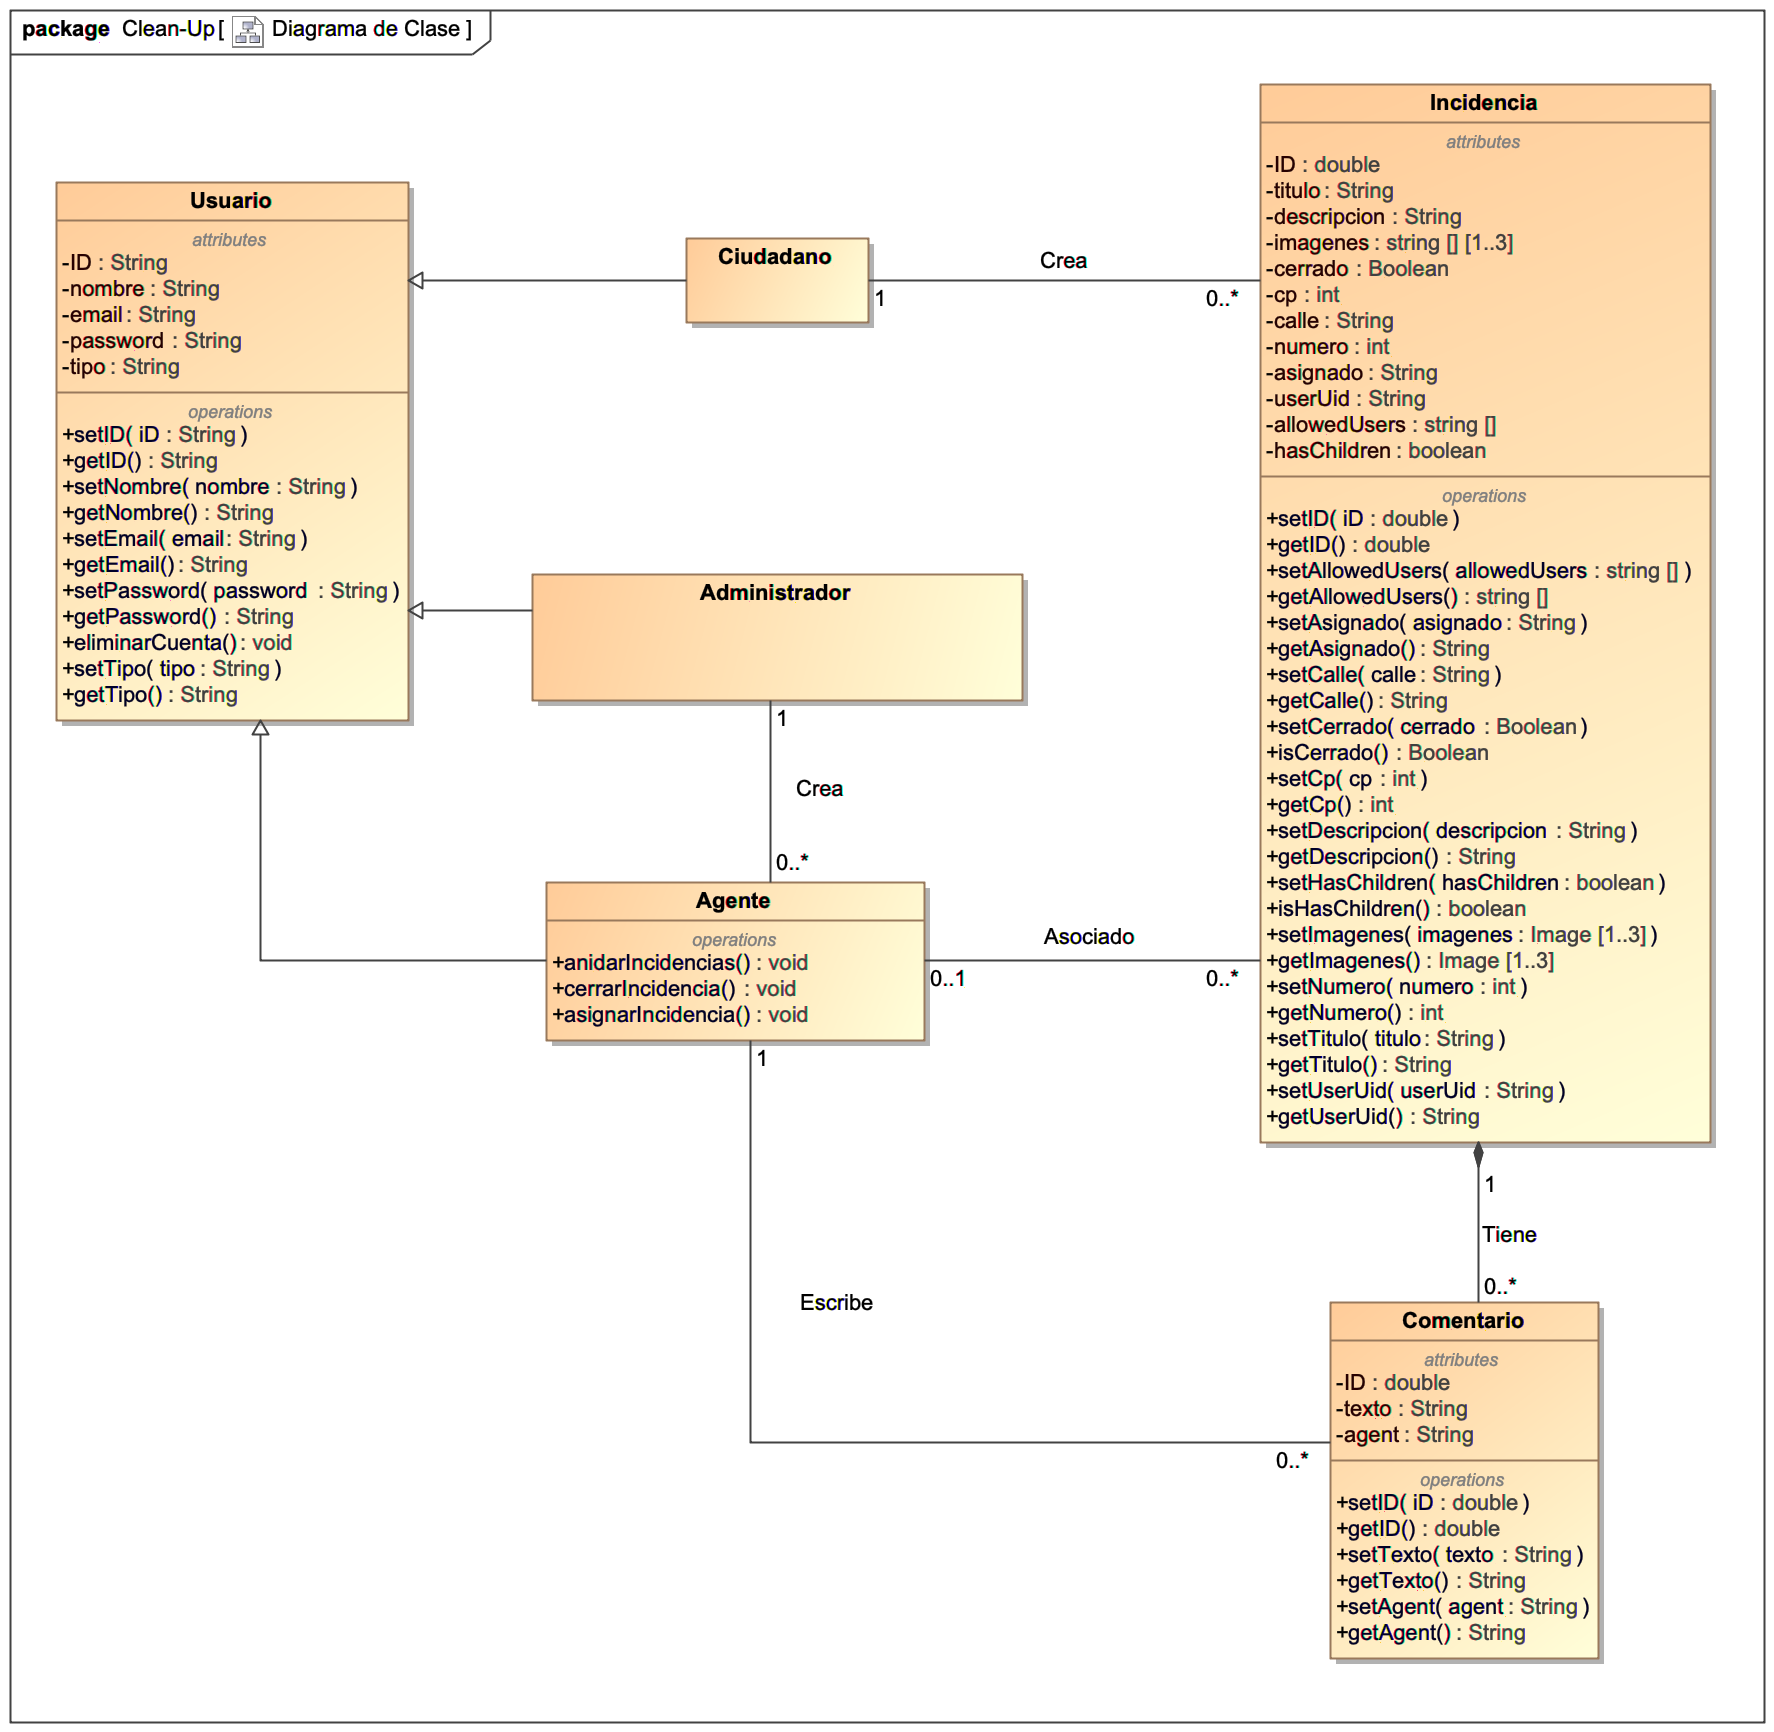 package Clean-Up[ Diagrama de Clase ]
Usuario
attributes
-ID : String
-nombre : String
-email : String
-password : String
-tipo : String
operations
+setID( iD : String )
+getID() : String
+setNombre( nombre : String )
+getNombre() : String
+setEmail( email : String )
+getEmail() : String
+setPassword( password : String )
+getPassword() : String
+eliminarCuenta() : void
+setTipo( tipo : String )
+getTipo() : String
Ciudadano
1
Crea
0..*
Incidencia
attributes
-ID : double
-titulo : String
-descripcion : String
-imagenes : string [] [1..3]
-cerrado : Boolean
-cp : int
-calle : String
-numero : int
-asignado : String
-userUid : String
-allowedUsers : string []
-hasChildren : boolean
operations
+setID( iD : double )
+getID() : double
+setAllowedUsers( allowedUsers : string [] )
+getAllowedUsers() : string []
+setAsignado( asignado : String )
+getAsignado() : String
+setCalle( calle : String )
+getCalle() : String
+setCerrado( cerrado : Boolean )
+isCerrado() : Boolean
+setCp( cp : int )
+getCp() : int
+setDescripcion( descripcion : String )
+getDescripcion() : String
+setHasChildren( hasChildren : boolean )
+isHasChildren() : boolean
+setImagenes( imagenes : Image [1..3] )
+getImagenes() : Image [1..3]
+setNumero( numero : int )
+getNumero() : int
+setTitulo( titulo : String )
+getTitulo() : String
+setUserUid( userUid : String )
+getUserUid() : String
Administrador
1
Crea
0..*
Agente
operations
+anidarIncidencias() : void
+cerrarIncidencia() : void
+asignarIncidencia() : void
Asociado
0..1
0..*
1
Escribe
0..*
1
Tiene
0..*
Comentario
attributes
-ID : double
-texto : String
-agent : String
operations
+setID( iD : double )
+getID() : double
+setTexto( texto : String )
+getTexto() : String
+setAgent( agent : String )
+getAgent() : String